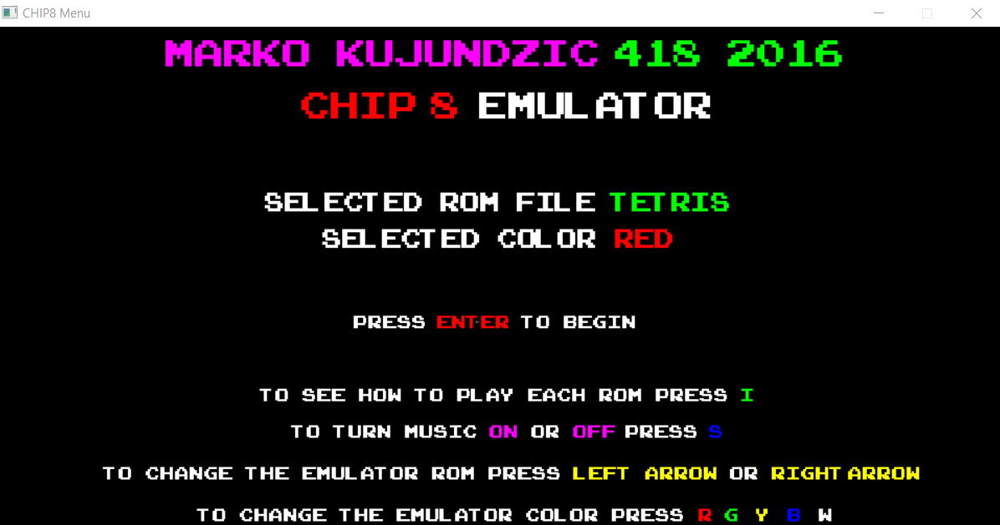 CHIP8 Menu
MARKO KUJUNDZIC 418 2016
CHIP 8 EMULATOR
SELECTED ROM FILE TETRIS
SELECTED COLOR RED
PRESS ENTER TO BEGIN
TO SEE HOW TO PLAY EACH ROM PRESS I
TO TURN MUSIC ON OR OFF PRESS S
TO CHANGE THE EMULATOR ROM PRESS LEFT ARROW OR RIGHT ARROW
TO CHANGE THE EMULATOR COLOR PRESS R G Y B W